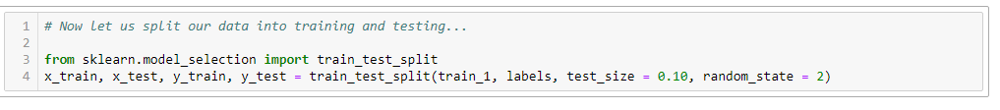 1 # Now let us split our data into training and testing...
2
3 from sklearn.model_selection import train_test_split
4 x_train, x_test, y_train, y_test = train_test_split(train_1, labels, test_size = 0.10, random_state = 2)